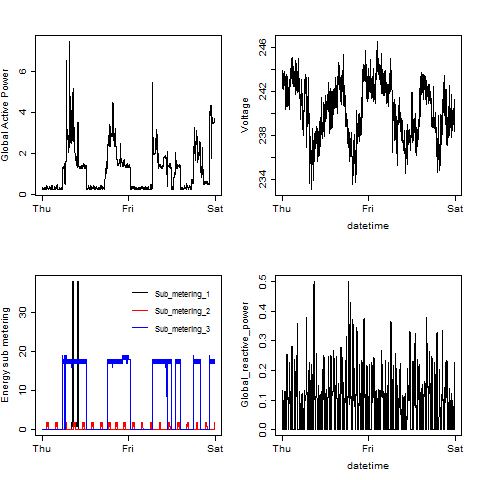 Global Active Power
0 2 4 6
Thu Fri Sat
Voltage
234 238 242 246
Thu Fri Sat
datetime
Energy sub metering
0 10 20 30
Sub_metering_1
Sub_metering_2
Sub_metering_3
Thu Fri Sat
Global_reactive_power
0.0 0.1 0.2 0.3 0.4 0.5
Thu Fri Sat
datetime